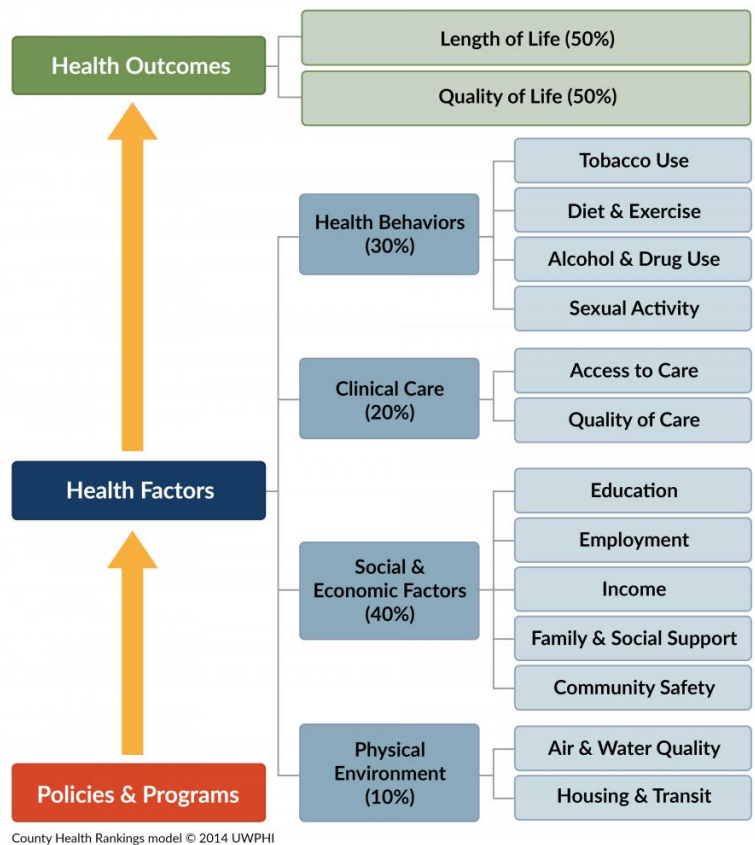 Health Outcomes
Length of Life (50%)
Quality of Life (50%)
Health Factors
Health Behaviors
(30%)
Tobacco Use
Diet & Exercise
Alcohol & Drug Use
Sexual Activity
Clinical Care
(20%)
Access to Care
Quality of Care
Social &
Economic Factors
(40%)
Education
Employment
Income
Family & Social Support
Community Safety
Physical
Environment
(10%)
Air & Water Quality
Housing & Transit
Policies & Programs
County Health Rankings model © 2014 UWPHI